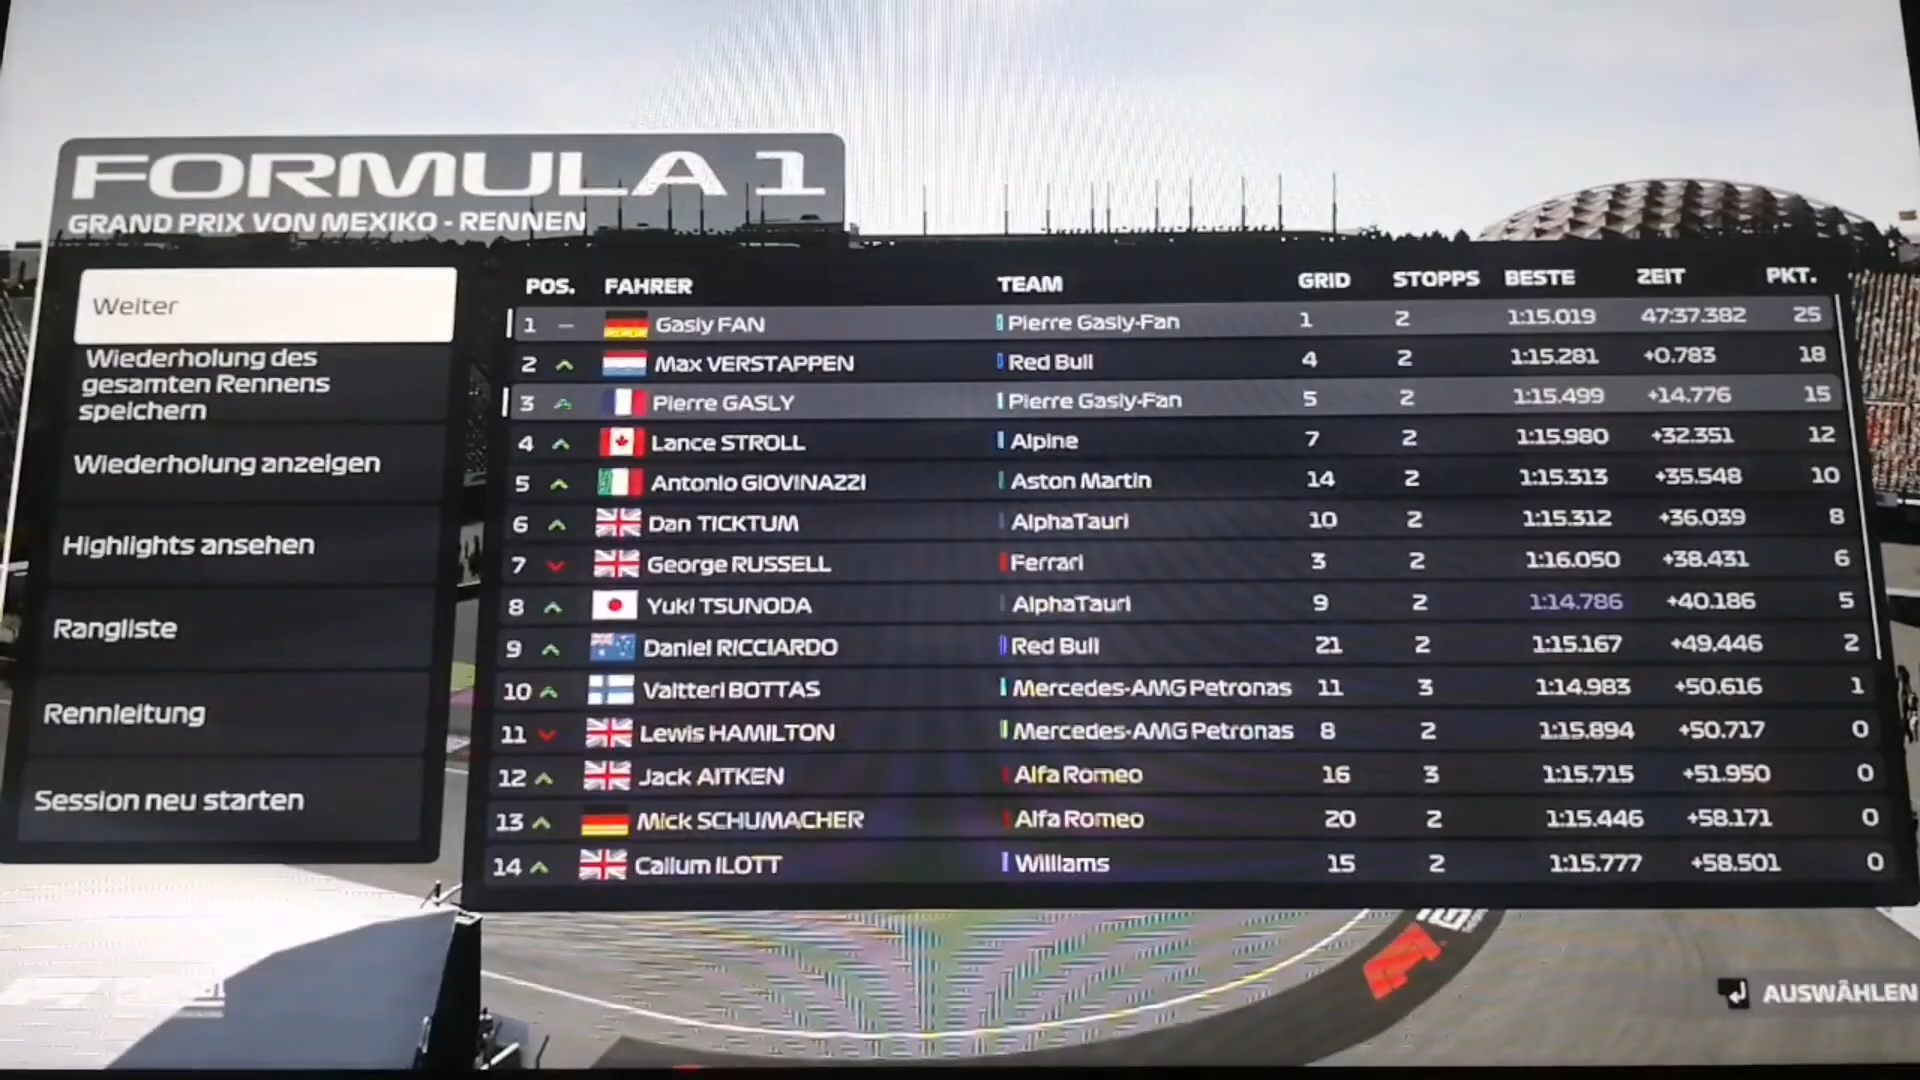 FORMULA 1
GRAND PRIX VON MEXIKO - RENNEN
Weiter
Wiederholung des
gesamten Rennens
speichern
Wiederholung anzeigen
Highlights ansehen
Rangliste
Rennleitung
Session neu starten
POS. FAHRER TEAM GRID STOPPS BESTE ZEIT PKT.
1 – Gasly FAN Pierre Gasly-Fan 1 2 1:15.019 47:37.382 25
2 Max VERSTAPPEN Red Bull 4 2 1:15.281 +0.783 18
3 Pierre GASLY Pierre Gasly-Fan 5 2 1:15.499 +14.776 15
4 Lance STROLL Alpine 7 2 1:15.980 +32.351 12
5 Antonio GIOVINAZZI Aston Martin 14 2 1:15.313 +35.548 10
6 Dan TICKTUM AlphaTauri 10 2 1:15.312 +36.039 8
7 George RUSSELL Ferrari 3 2 1:16.050 +38.431 6
8 Yuki TSUNODA AlphaTauri 9 2 1:14.786 +40.186 5
9 Daniel RICCIARDO Red Bull 21 2 1:15.167 +49.446 2
10 Valtteri BOTTAS Mercedes-AMG Petronas 11 3 1:14.983 +50.616 1
11 Lewis HAMILTON Mercedes-AMG Petronas 8 2 1:15.894 +50.717 0
12 Jack AITKEN Alfa Romeo 16 3 1:15.715 +51.950 0
13 Mick SCHUMACHER Alfa Romeo 20 2 1:15.446 +58.171 0
14 Callum ILOTT Williams 15 2 1:15.777 +58.501 0
AUSWÄHLEN